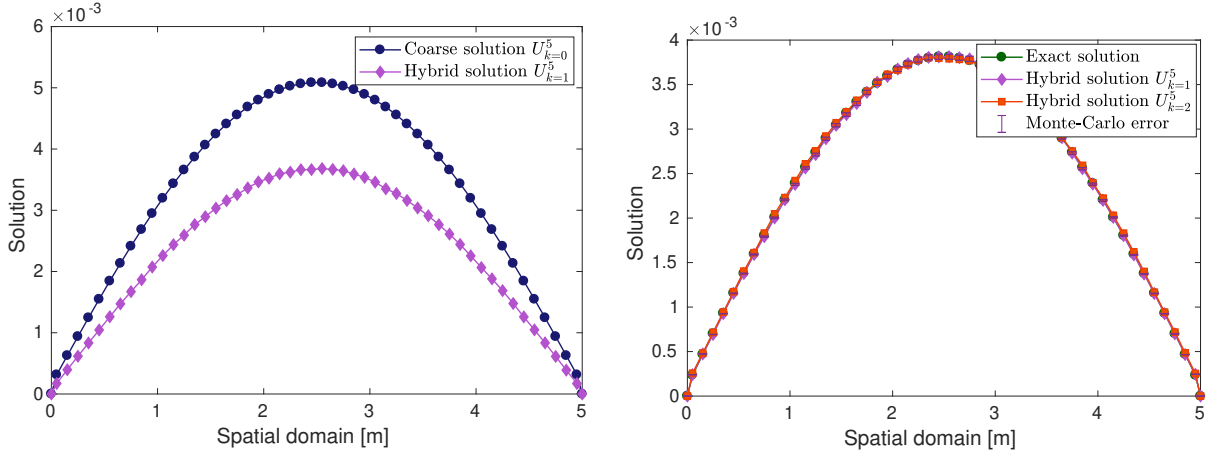 ×10⁻³
6
5
4
3
2
1
0
Solution
0 1 2 3 4 5
Spatial domain [m]
Coarse solution U⁵ₖ₌₀
Hybrid solution U⁵ₖ₌₁
×10⁻³
4
3.5
3
2.5
2
1.5
1
0.5
0
Solution
0 1 2 3 4 5
Spatial domain [m]
Exact solution
Hybrid solution U⁵ₖ₌₁
Hybrid solution U⁵ₖ₌₂
Monte-Carlo error